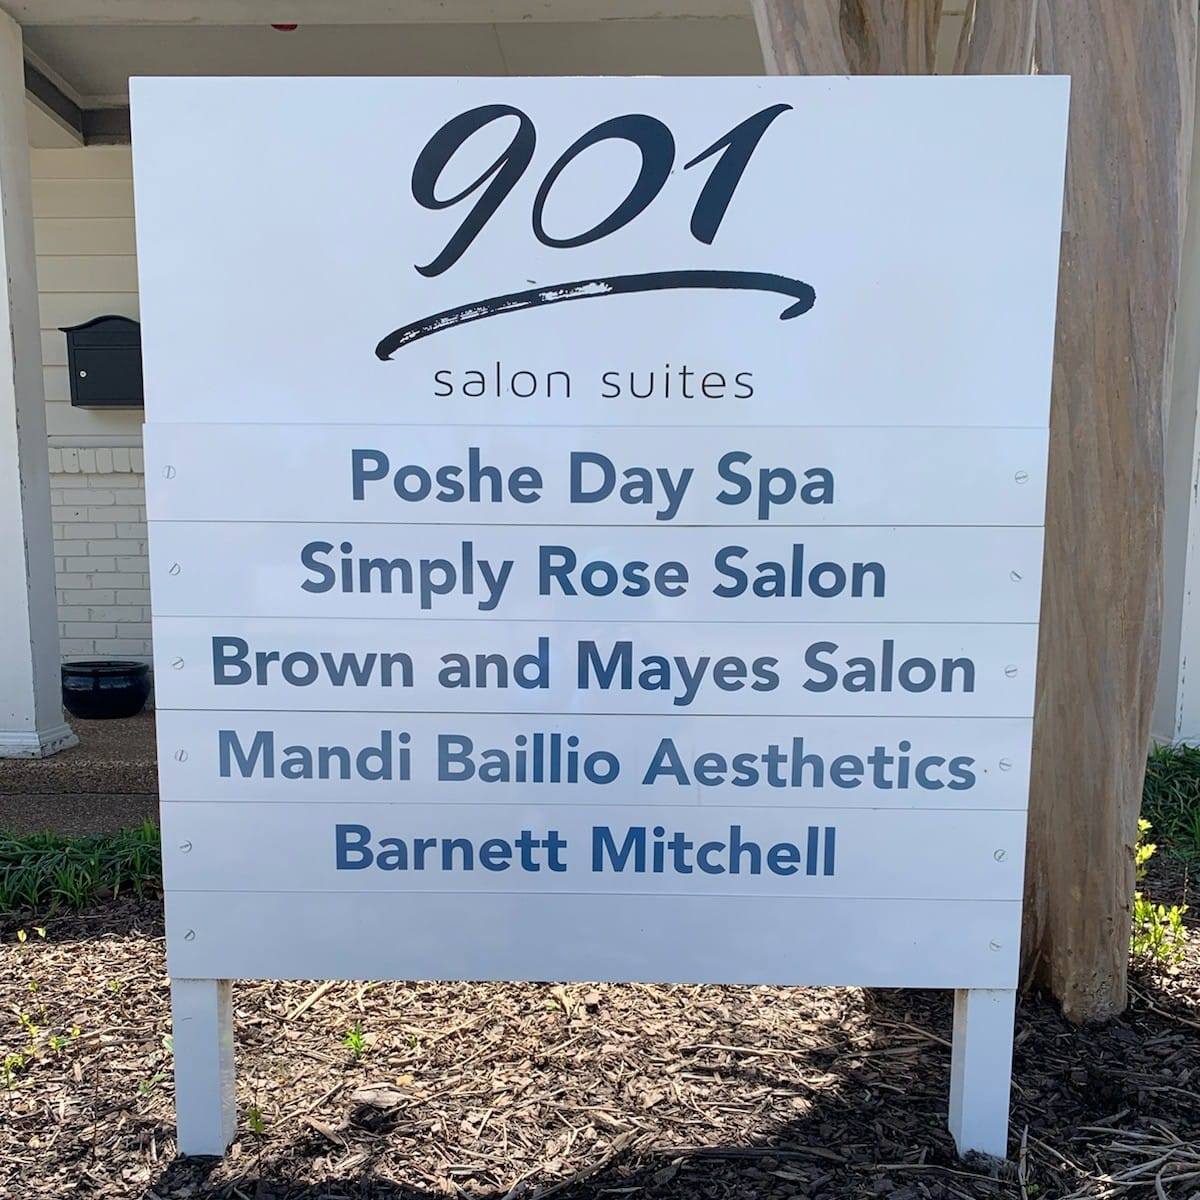 901
salon suites
Poshe Day Spa
Simply Rose Salon
Brown and Mayes Salon
Mandi Baillio Aesthetics
Barnett Mitchell